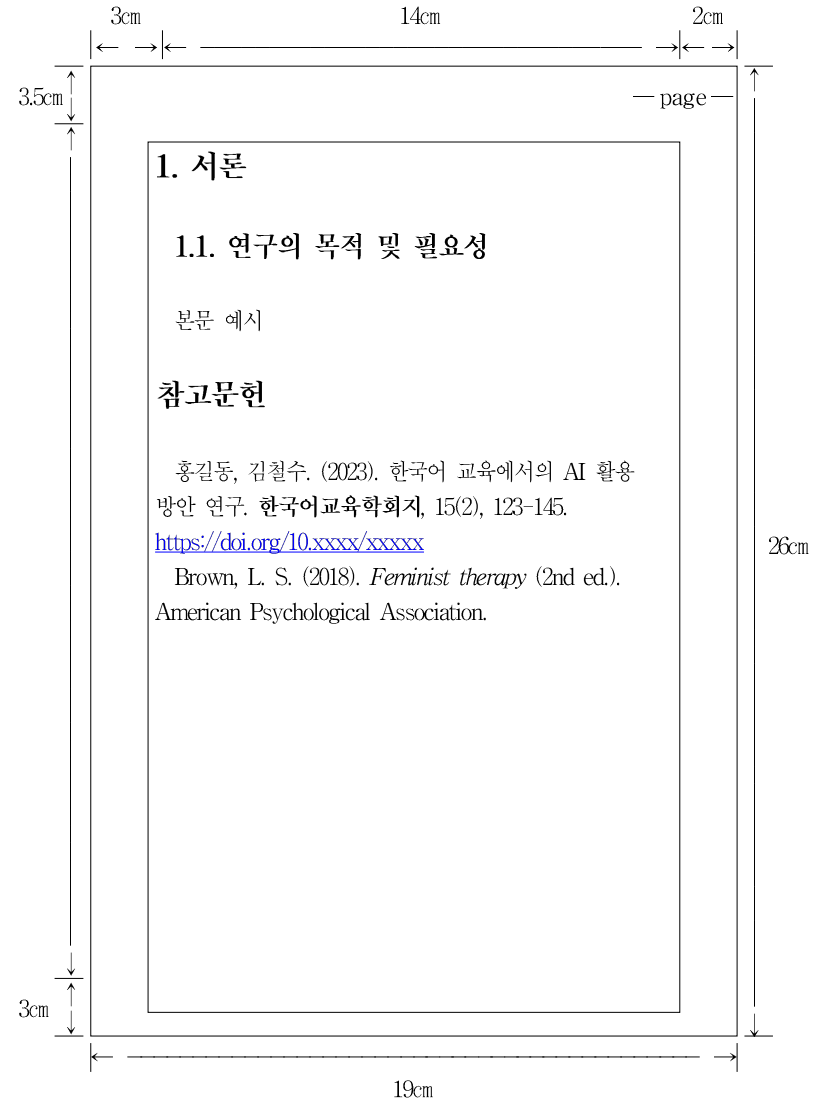 3cm 14cm 2cm
3.5cm
page
1. 서론
1.1. 연구의 목적 및 필요성
본문 예시
참고문헌
홍길동, 김철수. (2023). 한국어 교육에서의 AI 활용
방안 연구. 한국어교육학회지, 15(2), 123-145.
https://doi.org/10.xxxx/xxxxx
26cm
Brown, L. S. (2018). Feminist therapy (2nd ed.).
American Psychological Association.
3cm
19cm